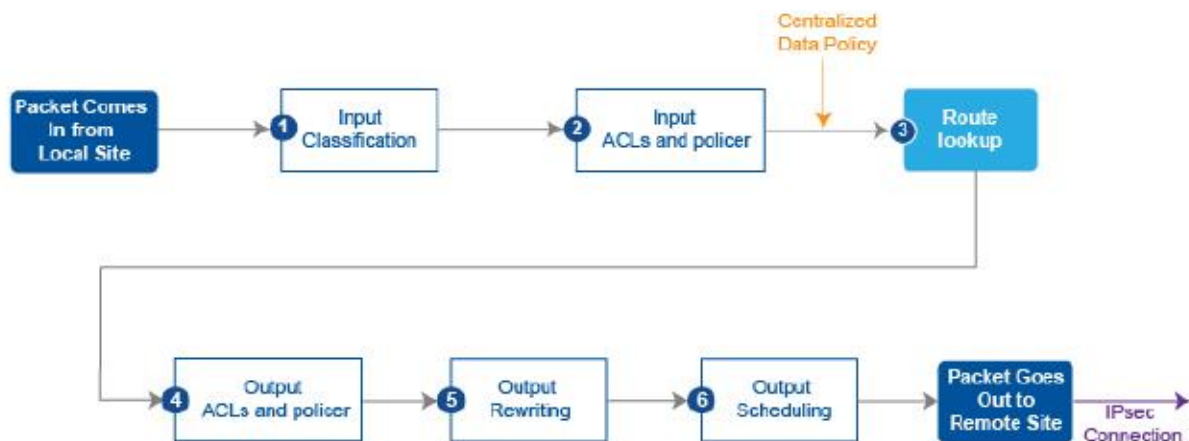 Centralized
Data Policy
Packet Comes
In from
Local Site
1
Input
Classification
2
Input
ACLs and policer
3
Route
lookup
4
Output
ACLs and policer
5
Output
Rewriting
6
Output
Scheduling
Packet Goes
Out to
Remote Site
IPsec
Connection